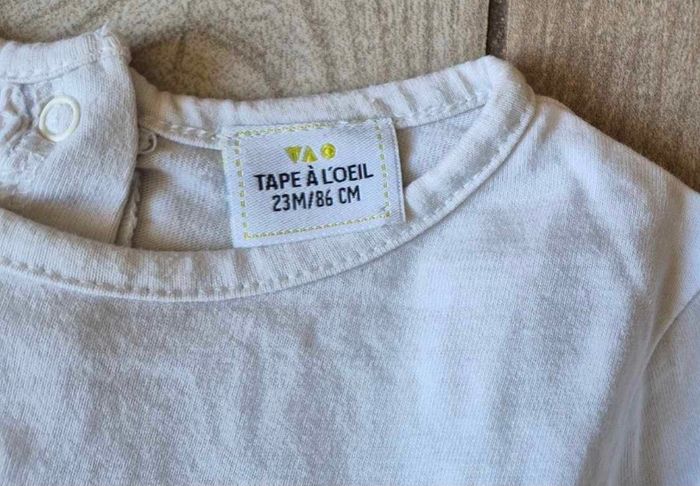 TAPE À L'OEIL
23M/86 CM